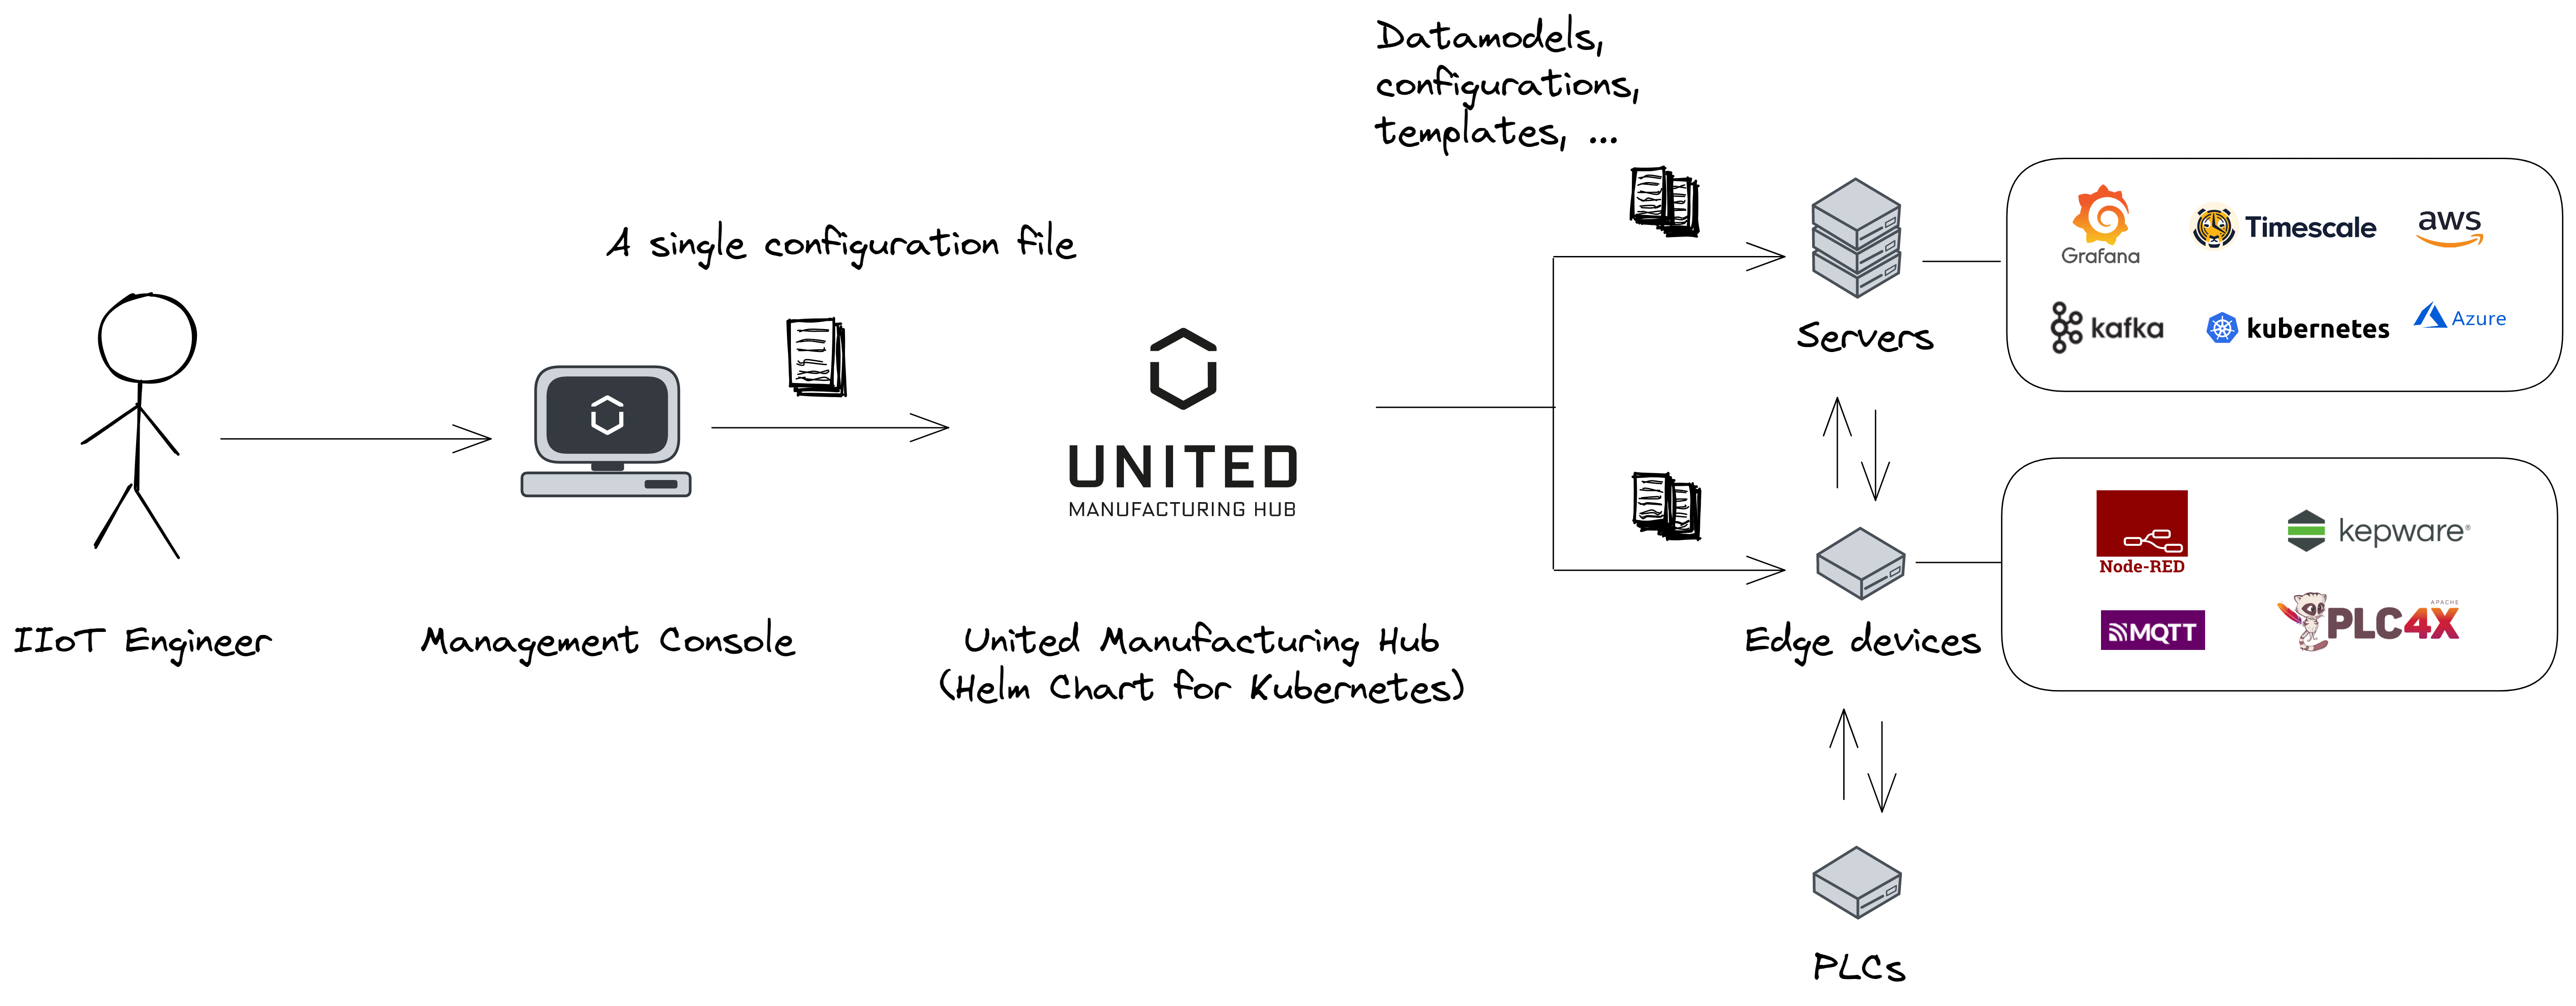 Datamodels,
configurations,
templates, ...
A single configuration file
Grafana
Timescale
aws
kafka
kubernetes
Azure
Servers
UNITED
MANUFACTURING HUB
Node-RED
kepware®
MQTT
APACHE
PLC4X
IIoT Engineer
Management Console
United Manufacturing Hub
(Helm Chart for Kubernetes)
Edge devices
PLCs